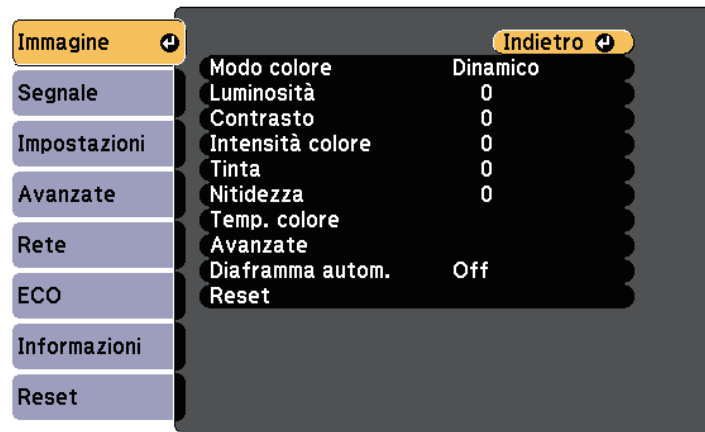 Immagine
Segnale
Impostazioni
Avanzate
Rete
ECO
Informazioni
Reset
Indietro
Modo colore Dinamico
Luminosità 0
Contrasto 0
Intensità colore 0
Tinta 0
Nitidezza 0
Temp. colore
Avanzate
Diaframma autom. Off
Reset